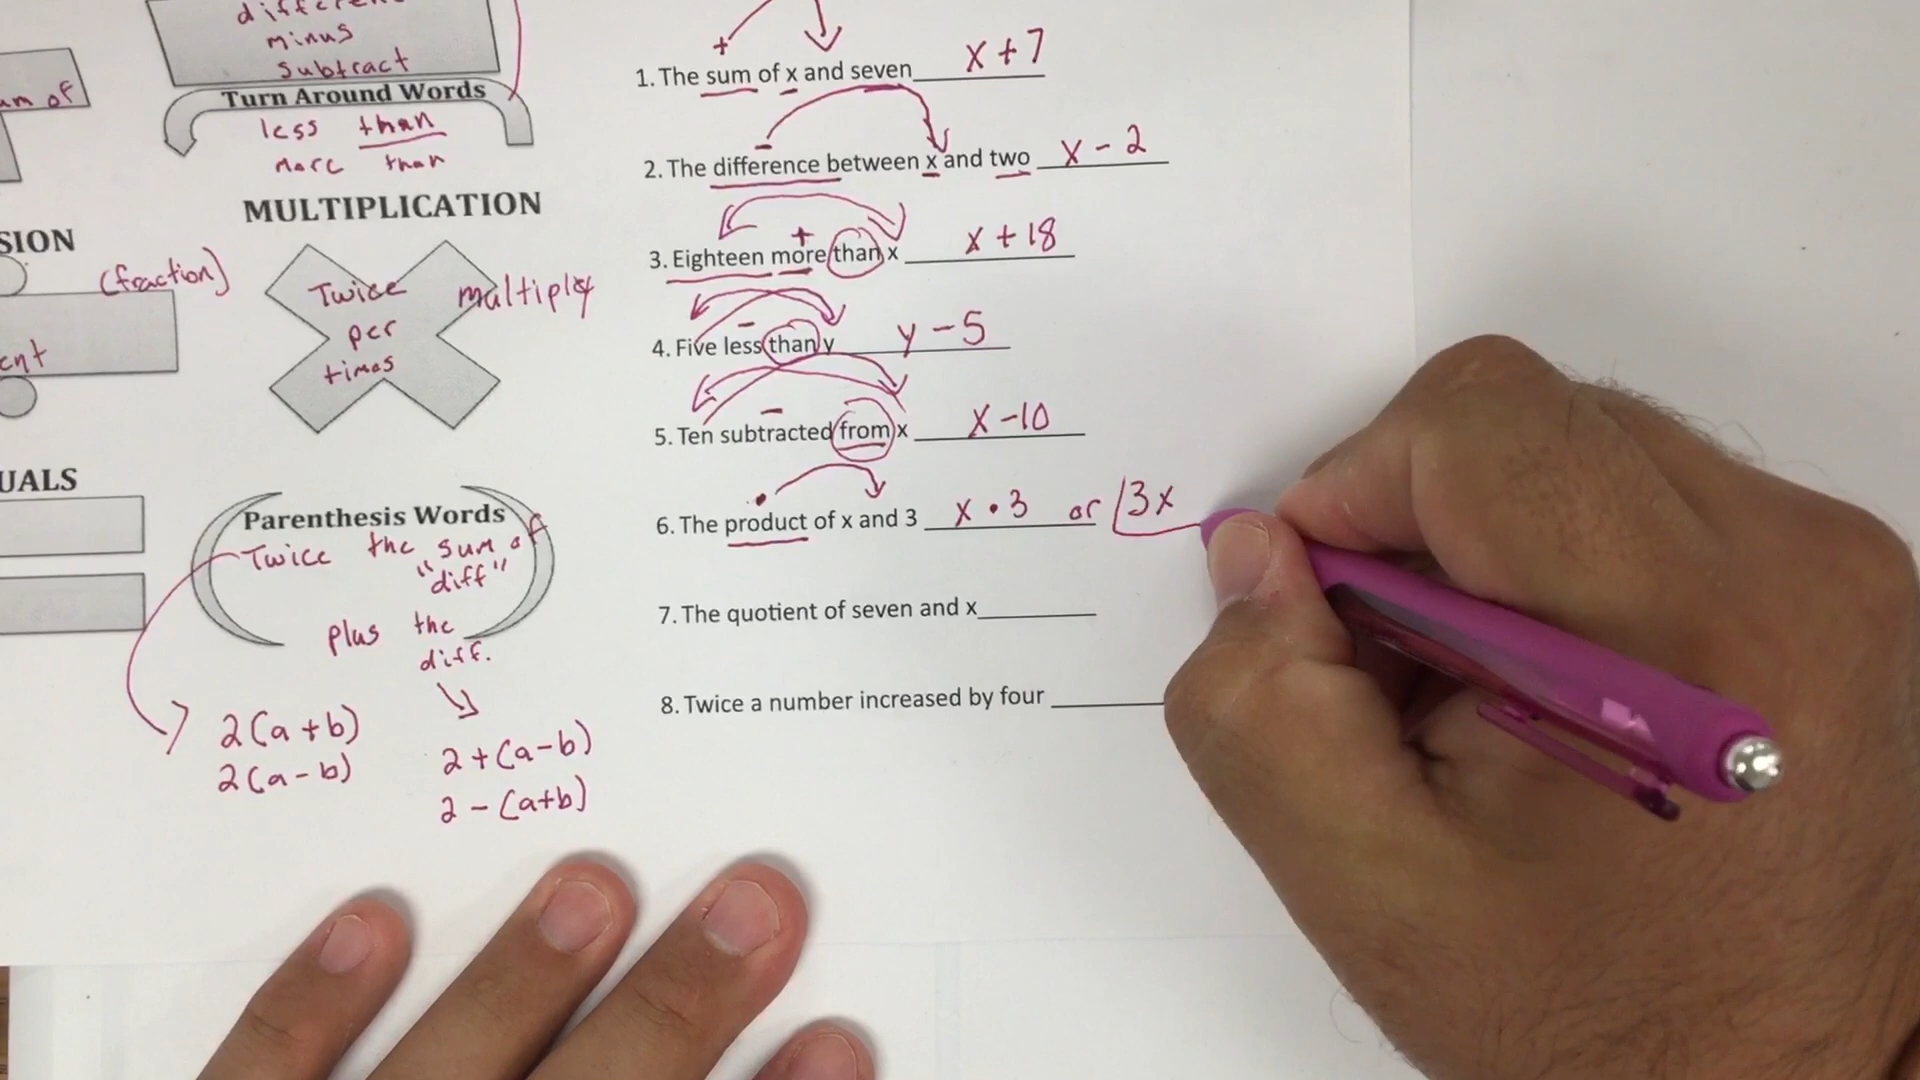 minus
subtract
Turn Around Words
less than
more than
um of
SION
(fraction)
ent
UALS
MULTIPLICATION
Twice
multiply
per
times
Parenthesis Words
Twice the sum of
"diff"
plus the
diff.
2(a+b)
2(a-b)
2+(a-b)
2-(a+b)
+
1. The sum of x and seven x+7
-
2. The difference between x and two x-2
+
3. Eighteen more than x x+18
-
4. Five less than y y-5
-
5. Ten subtracted from x x-10
•
6. The product of x and 3 x•3 or 3x
7. The quotient of seven and x
8. Twice a number increased by four